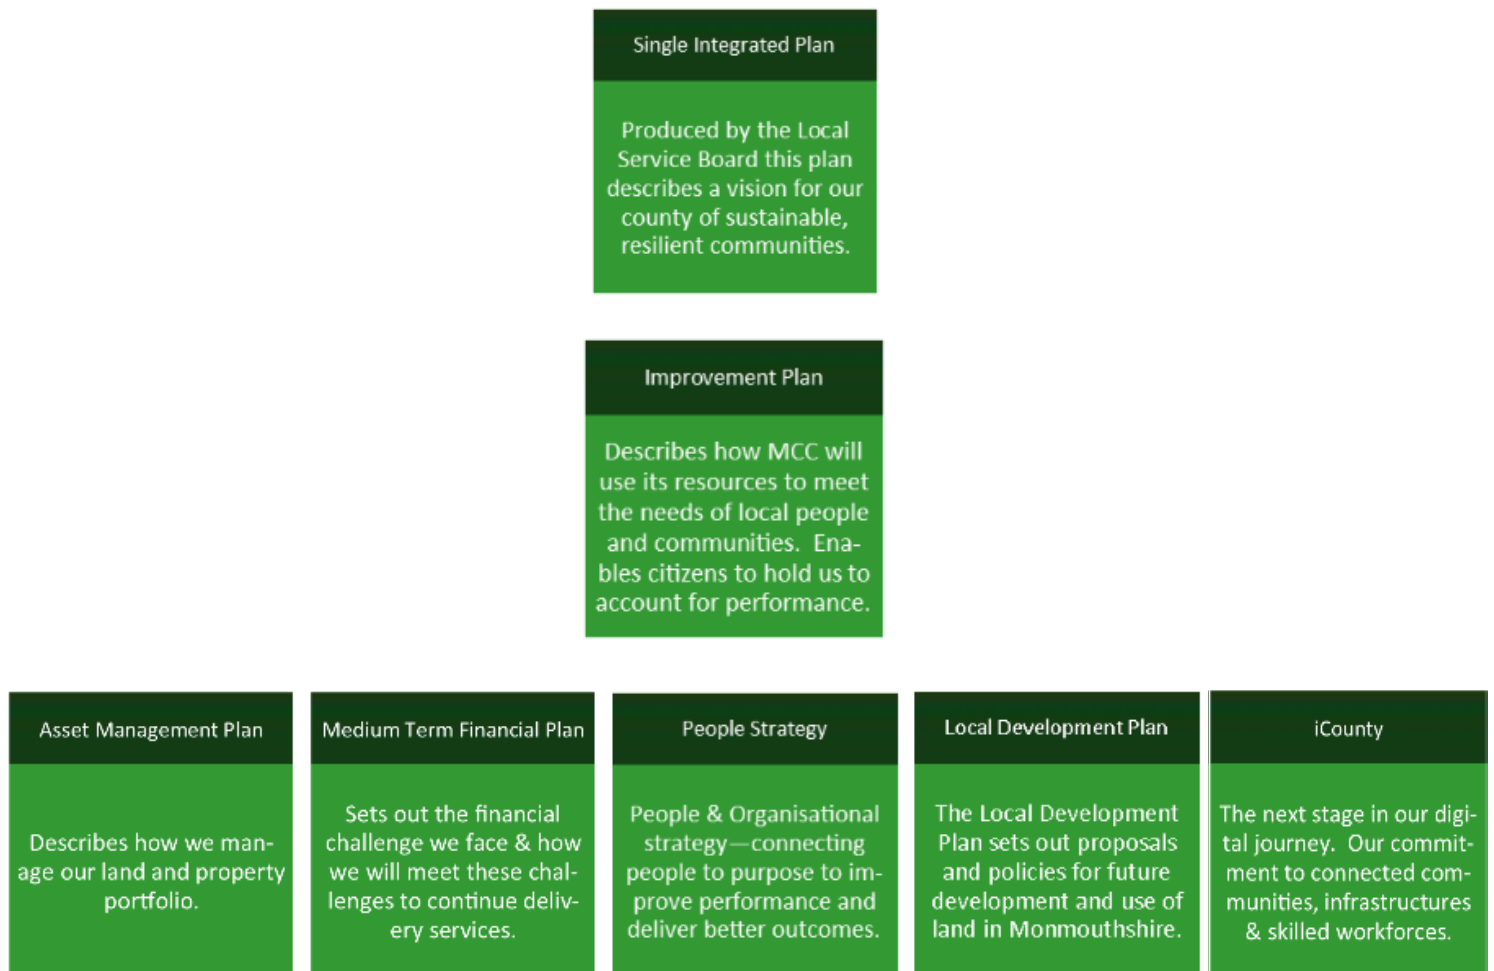 Single Integrated Plan
Produced by the Local
Service Board this plan
describes a vision for our
county of sustainable,
resilient communities.
Improvement Plan
Describes how MCC will
use its resources to meet
the needs of local people
and communities.  Ena-
bles citizens to hold us to
account for performance.
Asset Management Plan
Describes how we man-
age our land and property
portfolio.
Medium Term Financial Plan
Sets out the financial
challenge we face & how
we will meet these chal-
lenges to continue deliv-
ery services.
People Strategy
People & Organisational
strategy—connecting
people to purpose to im-
prove performance and
deliver better outcomes.
Local Development Plan
The Local Development
Plan sets out proposals
and policies for future
development and use of
land in Monmouthshire.
iCounty
The next stage in our digi-
tal journey.  Our commit-
ment to connected com-
munities, infrastructures
& skilled workforces.